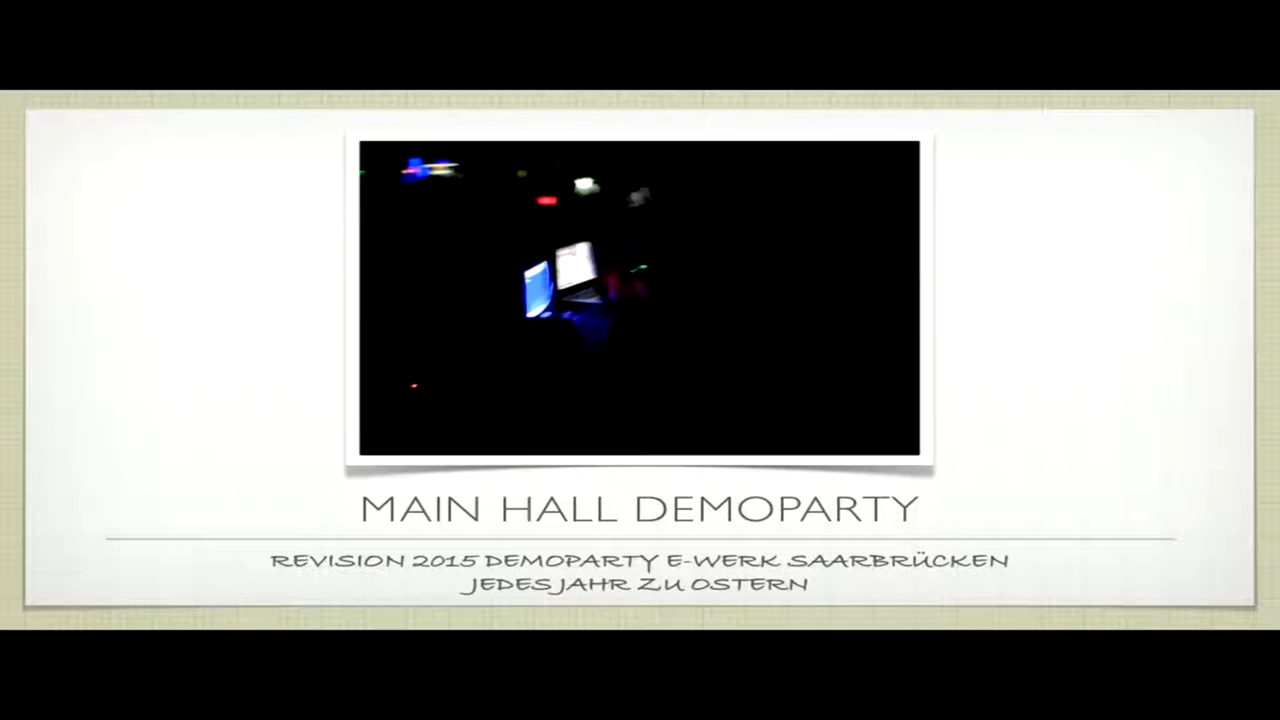 MAIN HALL DEMOPARTY
REVISION 2015 DEMOPARTY E-WERK SAARBRÜCKEN
JEDES JAHR ZU OSTERN